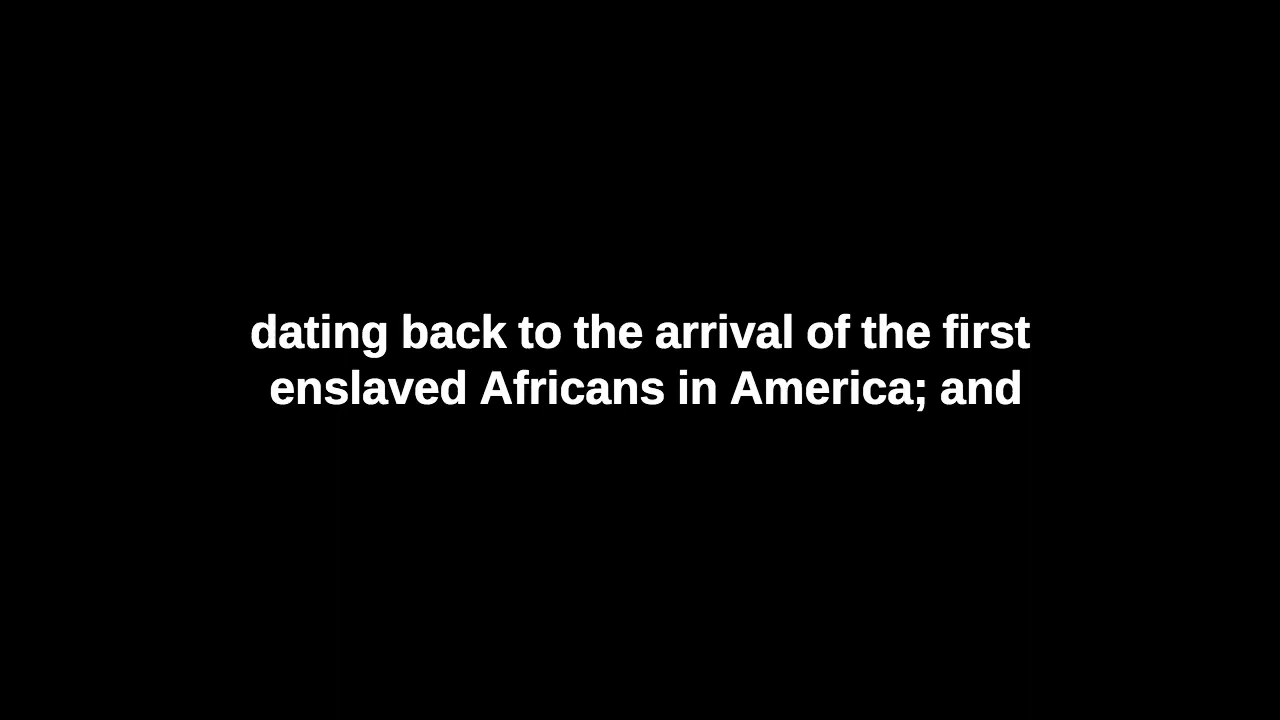 dating back to the arrival of the first
enslaved Africans in America; and